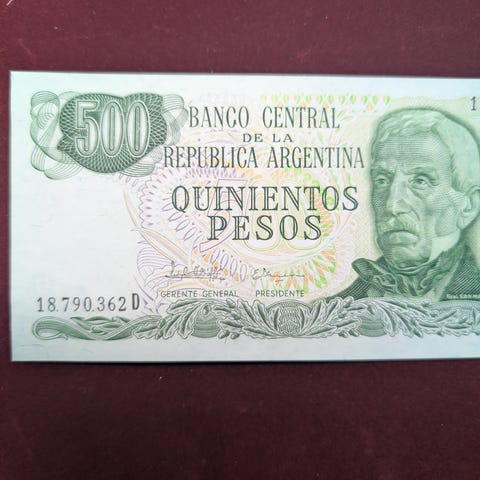 500
BANCO CENTRAL
DE LA
REPUBLICA ARGENTINA
QUINIENTOS
PESOS
GERENTE GENERAL PRESIDENTE
18.790.362 D